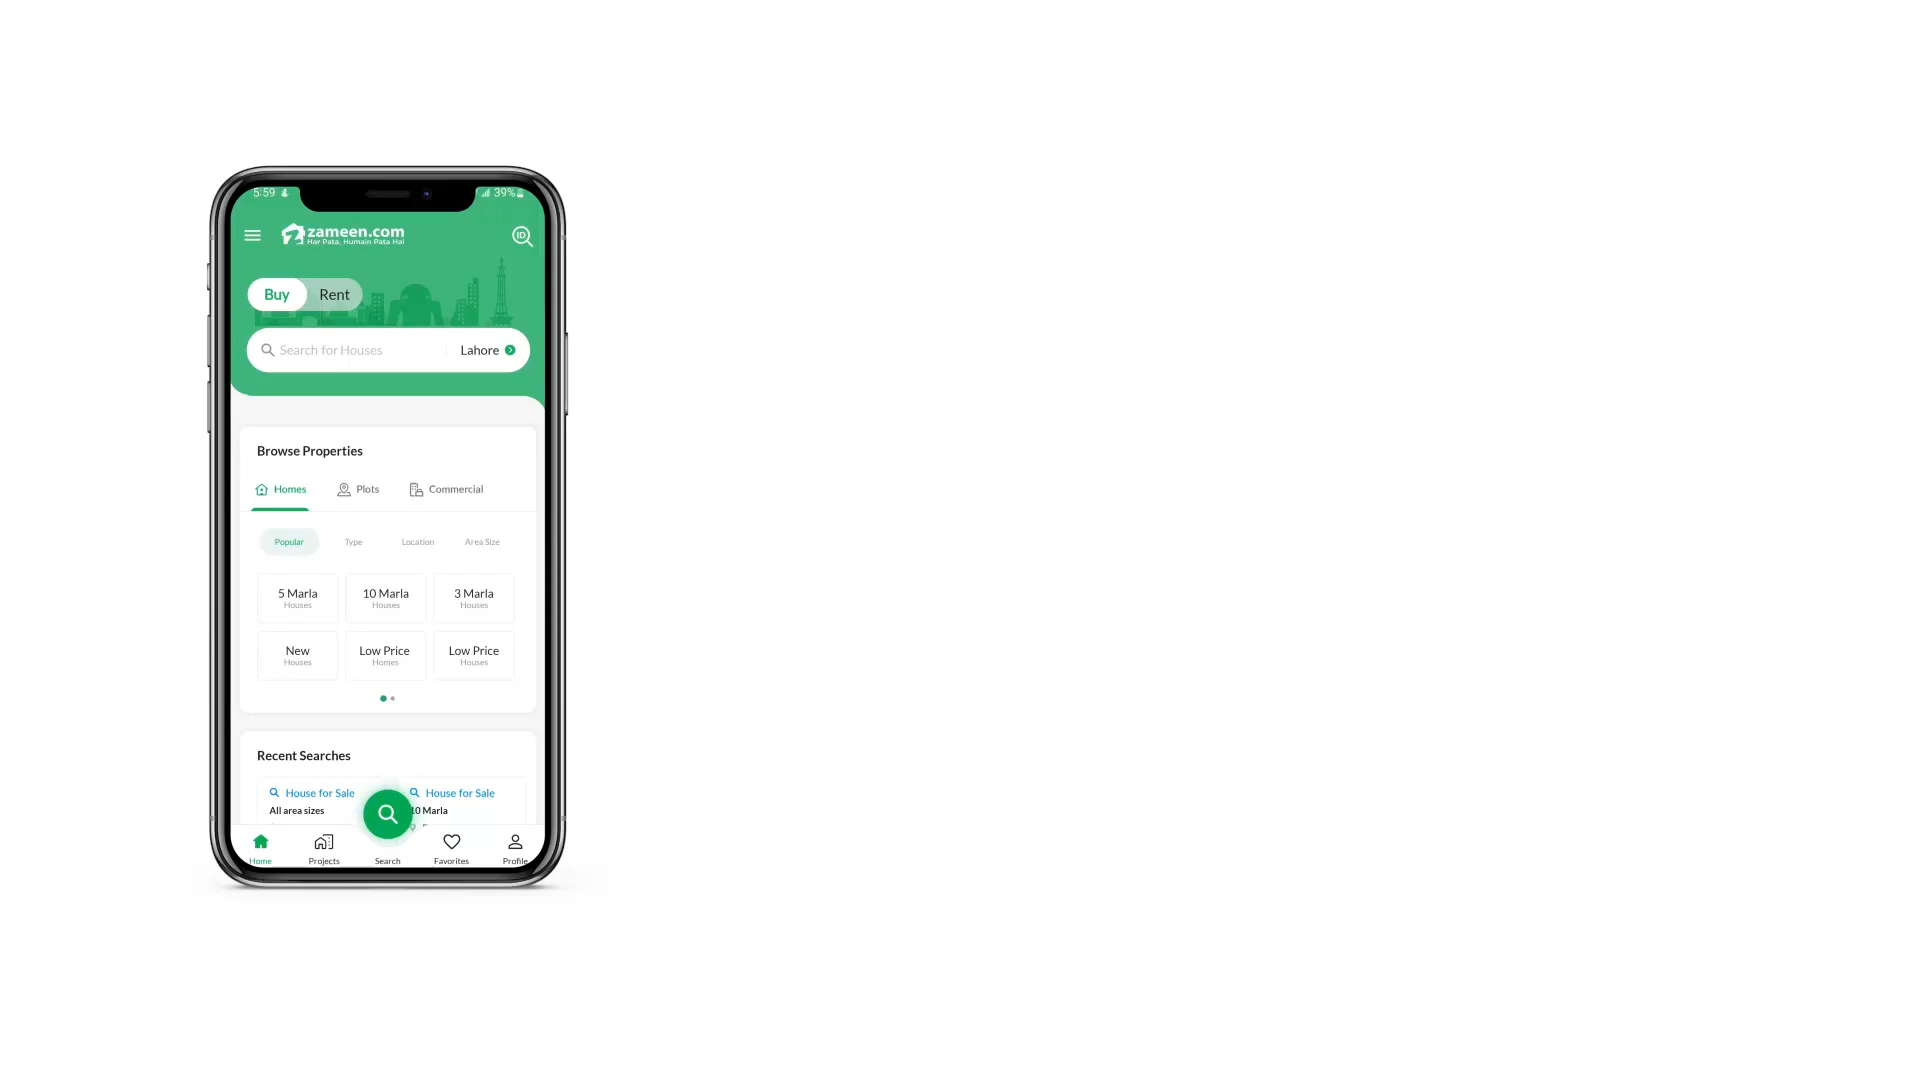 5:59
39%
zameen.com
Har Pata, Humain Pata Hai
ID
Buy Rent
Search for Houses Lahore
Browse Properties
Homes Plots Commercial
Popular Type Location Area Size
5 Marla 10 Marla 3 Marla
Houses Houses Houses
New Low Price Low Price
Houses Homes Houses
Recent Searches
House for Sale House for Sale
All area sizes 10 Marla
Home Projects Search Favorites Profile